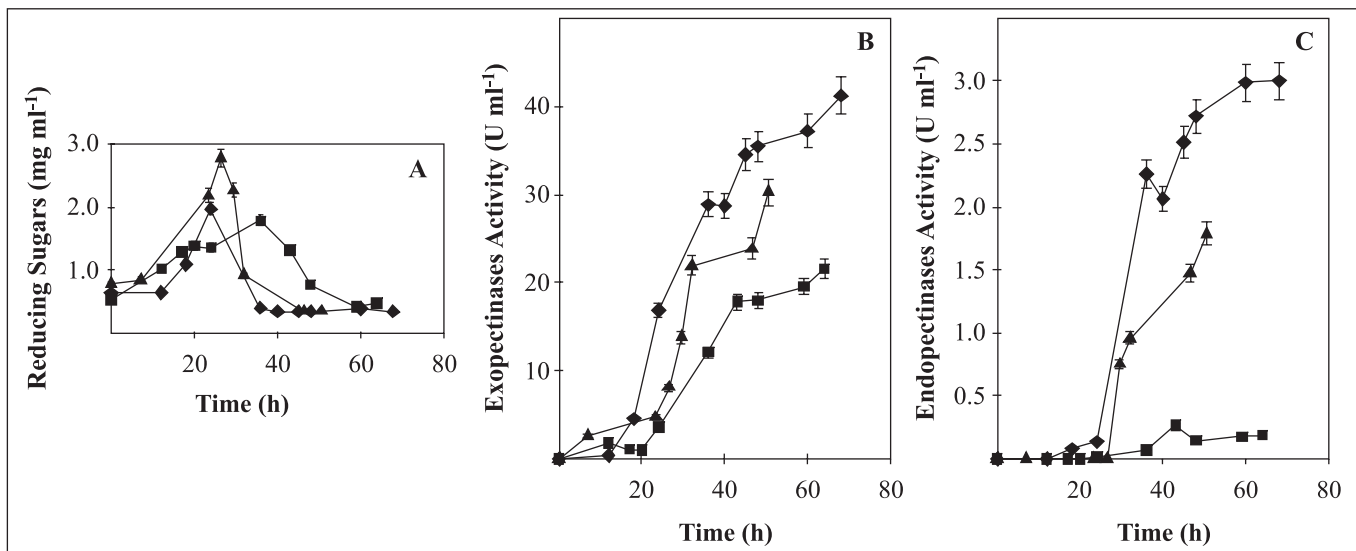 A
Reducing Sugars (mg ml⁻¹)
3.0
2.0
1.0
20
40
60
80
Time (h)
B
Exopectinases Activity (U ml⁻¹)
40
30
20
10
20
40
60
80
Time (h)
C
Endopectinases Activity (U ml⁻¹)
3.0
2.5
2.0
1.5
1.0
0.5
20
40
60
80
Time (h)